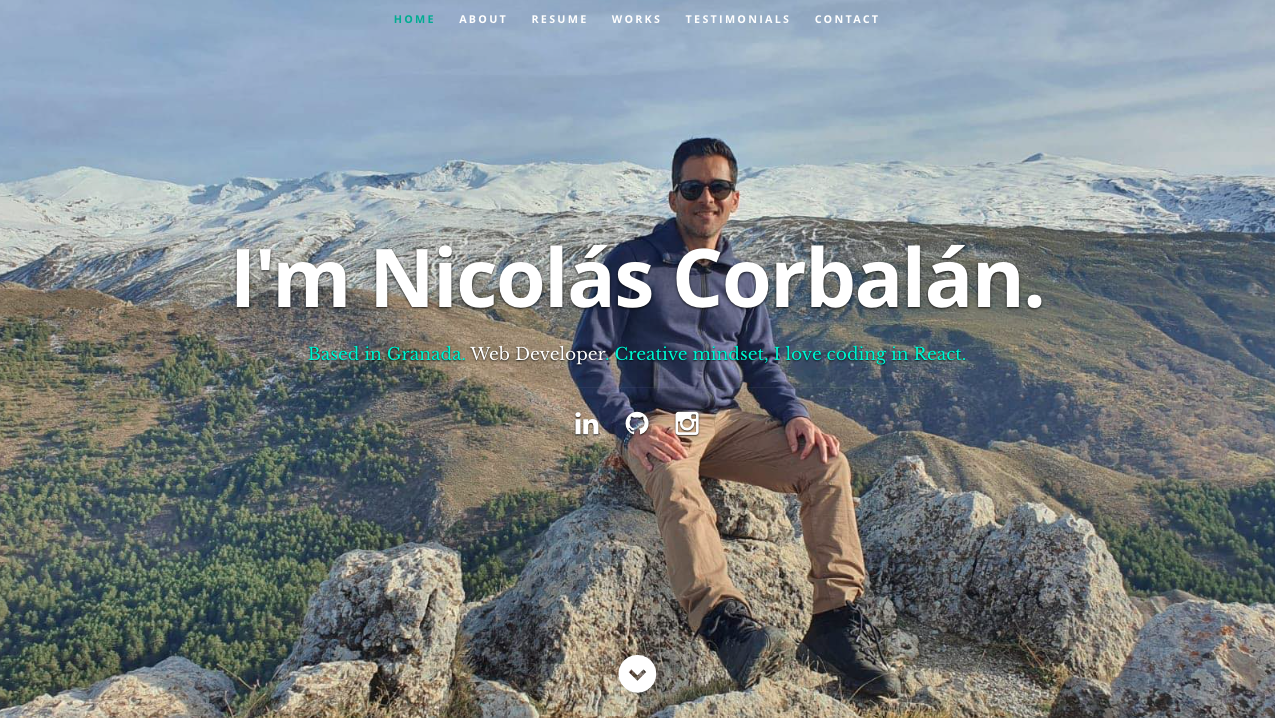 HOME ABOUT RESUME WORKS TESTIMONIALS CONTACT
I'm Nicolás Corbalán.
Based in Granada. Web Developer. Creative mindset, I love coding in React.
in